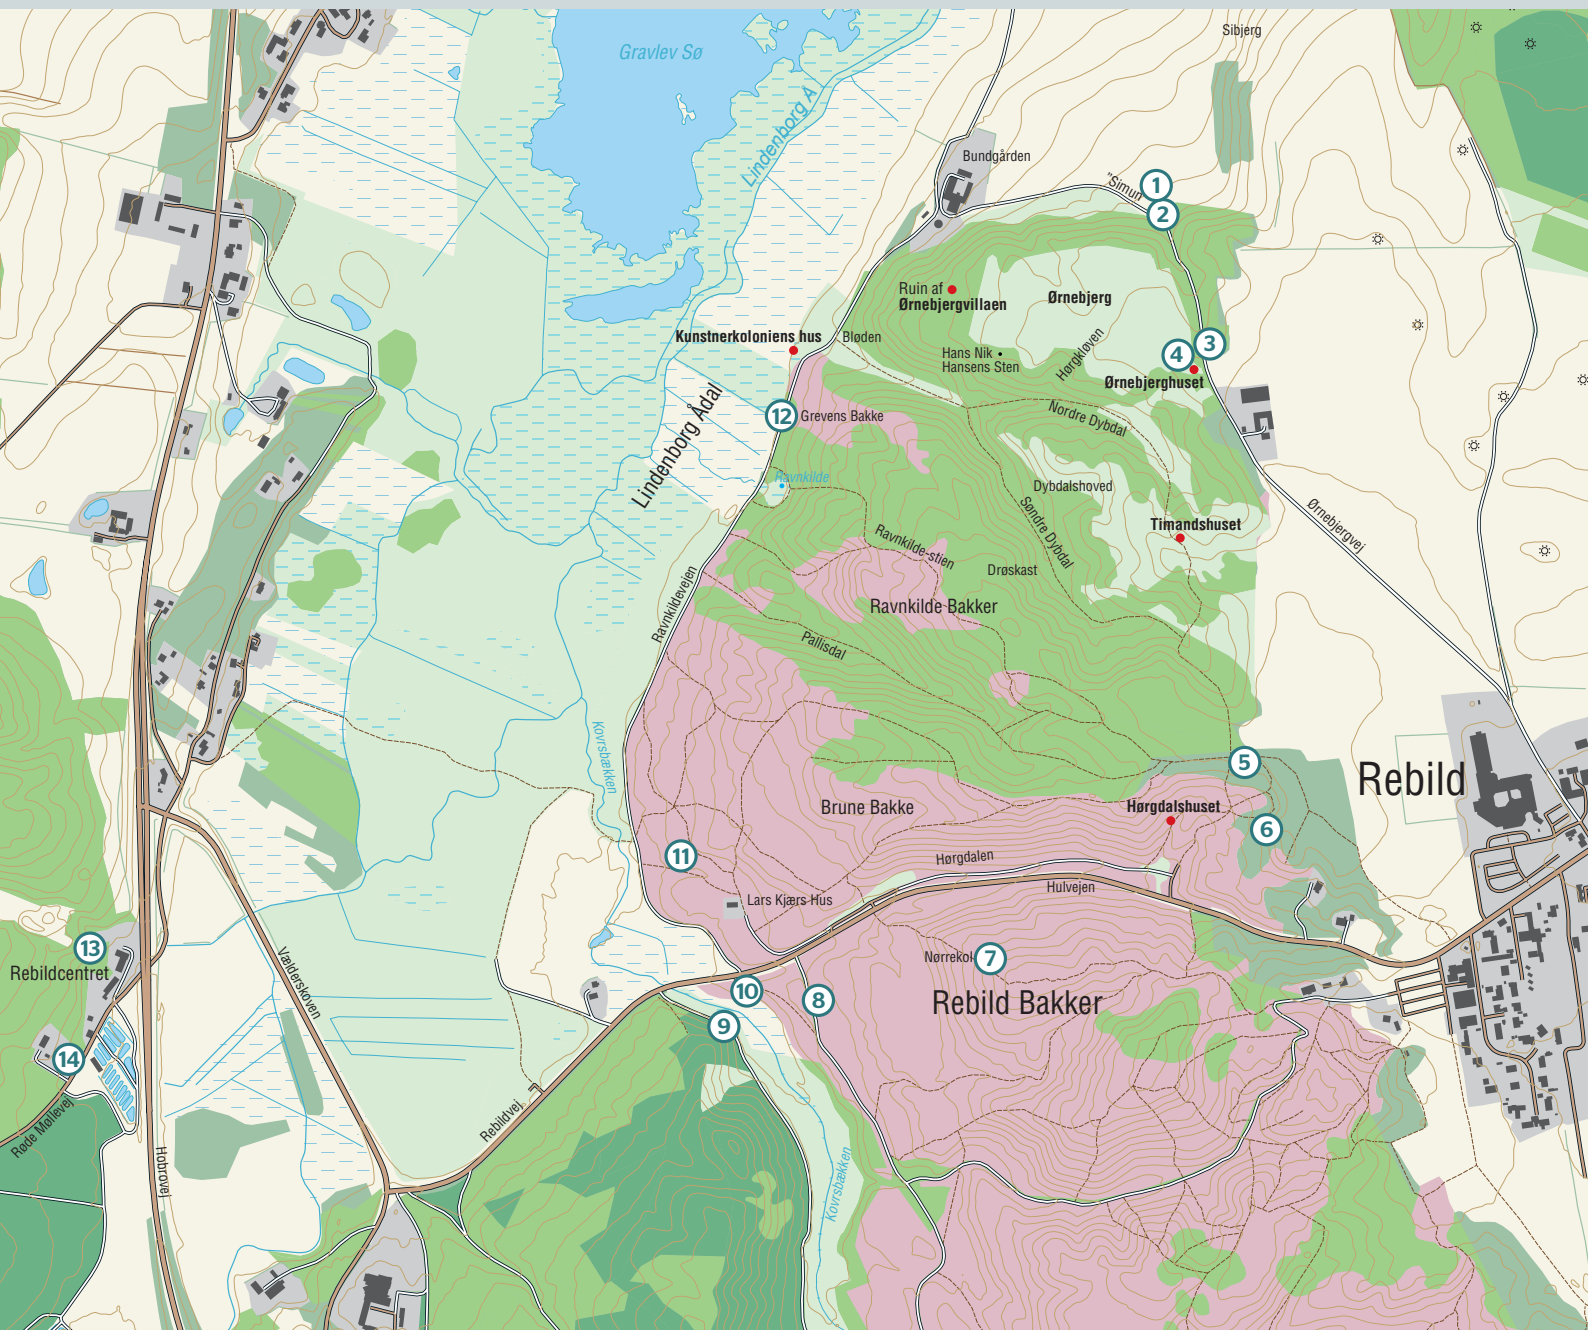 Sibjerg
Gravlev Sø
Lindenborg Å
Bundgården
"Simun"
1
2
Ruin af
Ørnebjergvillaen
Ørnebjerg
Kunstnerkoloniens hus
Bløden
Hans Nik
Hansens Sten
Hørgkløven
3
4
Ørnebjerghuset
Lindenborg Ådal
12
Grevens Bakke
Nordre Dybdal
Ravnkilde
Dybdalshoved
Søndre Dybdal
Timandshuset
Ørnebjergvej
Ravnkilde-stien
Drøskast
Ravnkildevejen
Ravnkilde Bakker
Pallisdal
Kovrsbækken
5
Rebild
Brune Bakke
Hørgdalshuset
6
11
Hørgdalen
Hulvejen
Lars Kjærs Hus
13
Rebildcentret
Vælderskoven
Nørrekol
7
10
8
Rebild Bakker
9
14
Røde Møllevej
Rebildvej
Hobrovej
Kovrsbækken